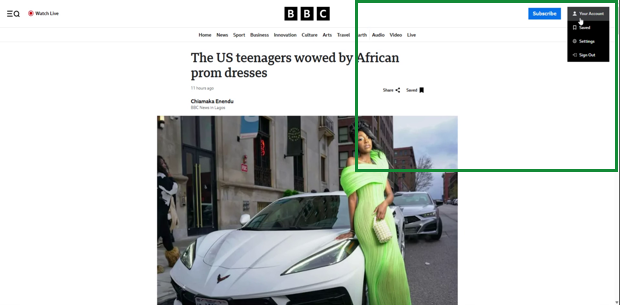 Watch Live
BBC
Subscribe
Your Account
Saved
Settings
Sign Out
Home News Sport Business Innovation Culture Arts Travel Earth Audio Video Live
The US teenagers wowed by African
prom dresses
11 hours ago
Share Saved
Chiamaka Enendu
BBC News in Lagos